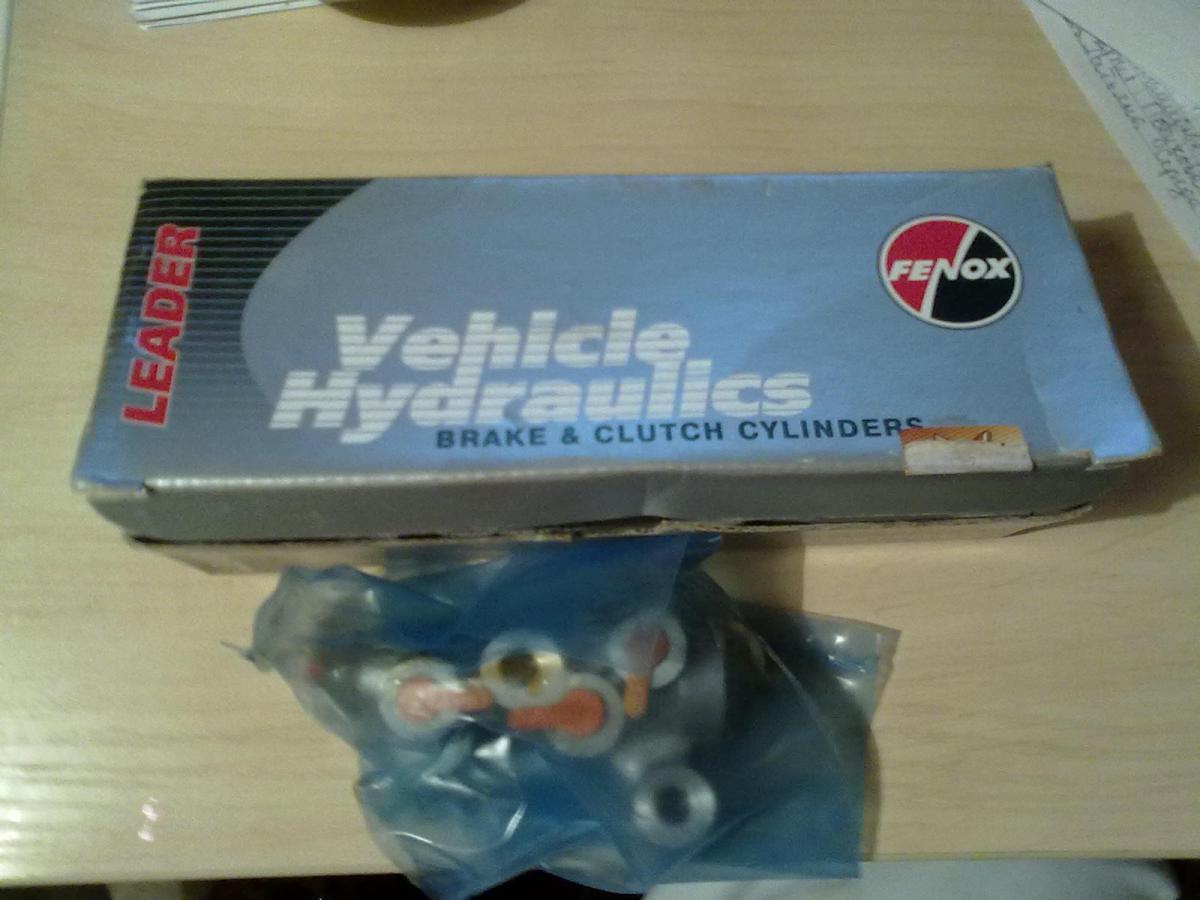 LEADER
FENOX
Vehicle
Hydraulics
BRAKE & CLUTCH CYLINDERS